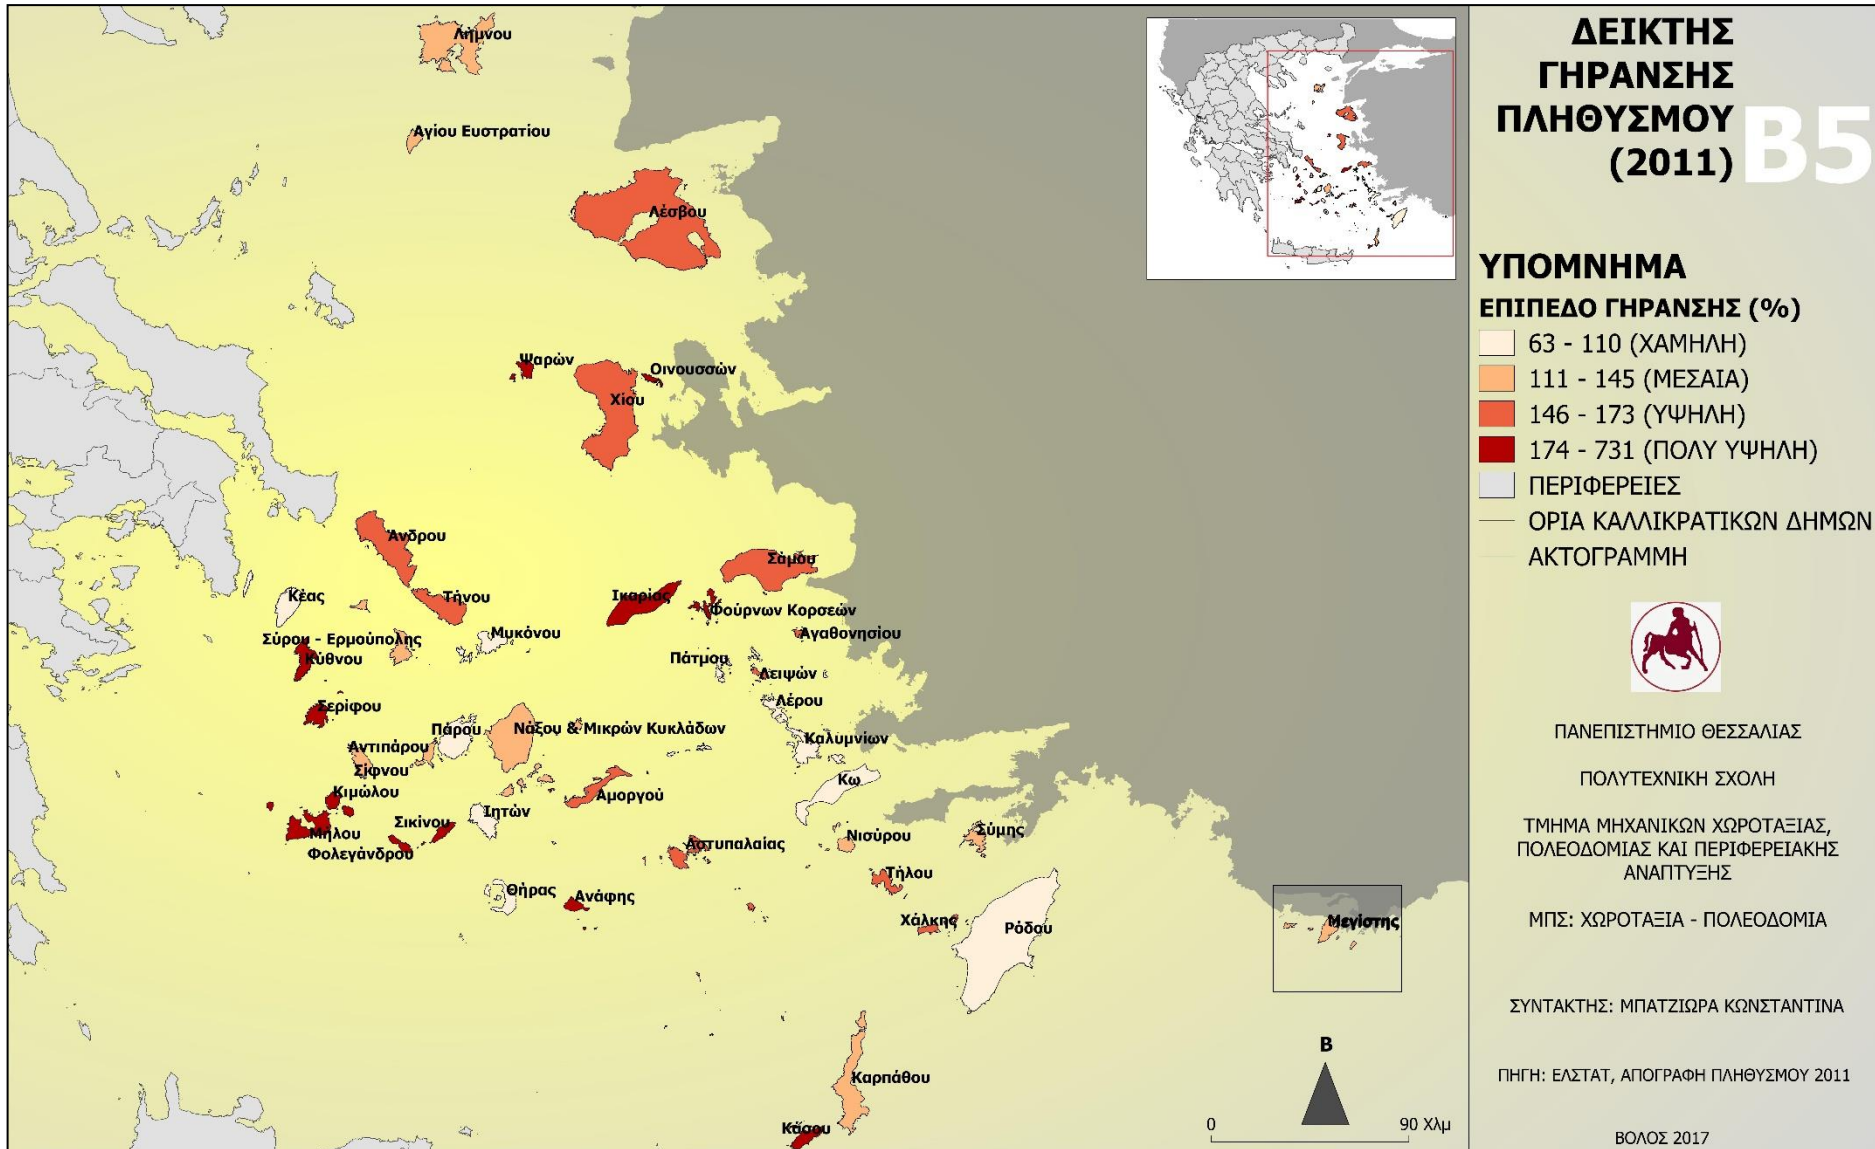 Λήμνου
Αγίου Ευστρατίου
Λέσβου
Ψαρών
Οινουσσών
Χίου
Άνδρου
Σάμου
Κέας
Τήνου
Ικαρίας
Φούρνων Κορσεών
Σύρου - Ερμούπολης
Μυκόνου
Αγαθονησίου
Κύθνου
Πάτμου
Λειψών
Σερίφου
Λέρου
Πάρου
Νάξου & Μικρών Κυκλάδων
Αντιπάρου
Καλυμνίων
Σίφνου
Κω
Κιμώλου
Αμοργού
Ιητών
Σικίνου
Μήλου
Νισύρου
Σύμης
Φολεγάνδρου
Αστυπαλαίας
Τήλου
Θήρας
Ανάφης
Χάλκης
Ρόδου
Μεγίστης
Καρπάθου
Κάσου
Β
0 90 Χλμ
ΔΕΙΚΤΗΣ
ΓΗΡΑΝΣΗΣ
ΠΛΗΘΥΣΜΟΥ
(2011)
B5
ΥΠΟΜΝΗΜΑ
ΕΠΙΠΕΔΟ ΓΗΡΑΝΣΗΣ (%)
63 - 110 (ΧΑΜΗΛΗ)
111 - 145 (ΜΕΣΑΙΑ)
146 - 173 (ΥΨΗΛΗ)
174 - 731 (ΠΟΛΥ ΥΨΗΛΗ)
ΠΕΡΙΦΕΡΕΙΕΣ
ΟΡΙΑ ΚΑΛΛΙΚΡΑΤΙΚΩΝ ΔΗΜΩΝ
ΑΚΤΟΓΡΑΜΜΗ
ΠΑΝΕΠΙΣΤΗΜΙΟ ΘΕΣΣΑΛΙΑΣ
ΠΟΛΥΤΕΧΝΙΚΗ ΣΧΟΛΗ
ΤΜΗΜΑ ΜΗΧΑΝΙΚΩΝ ΧΩΡΟΤΑΞΙΑΣ,
ΠΟΛΕΟΔΟΜΙΑΣ ΚΑΙ ΠΕΡΙΦΕΡΕΙΑΚΗΣ
ΑΝΑΠΤΥΞΗΣ
ΜΠΣ: ΧΩΡΟΤΑΞΙΑ - ΠΟΛΕΟΔΟΜΙΑ
ΣΥΝΤΑΚΤΗΣ: ΜΠΑΤΖΙΩΡΑ ΚΩΝΣΤΑΝΤΙΝΑ
ΠΗΓΗ: ΕΛΣΤΑΤ, ΑΠΟΓΡΑΦΗ ΠΛΗΘΥΣΜΟΥ 2011
ΒΟΛΟΣ 2017